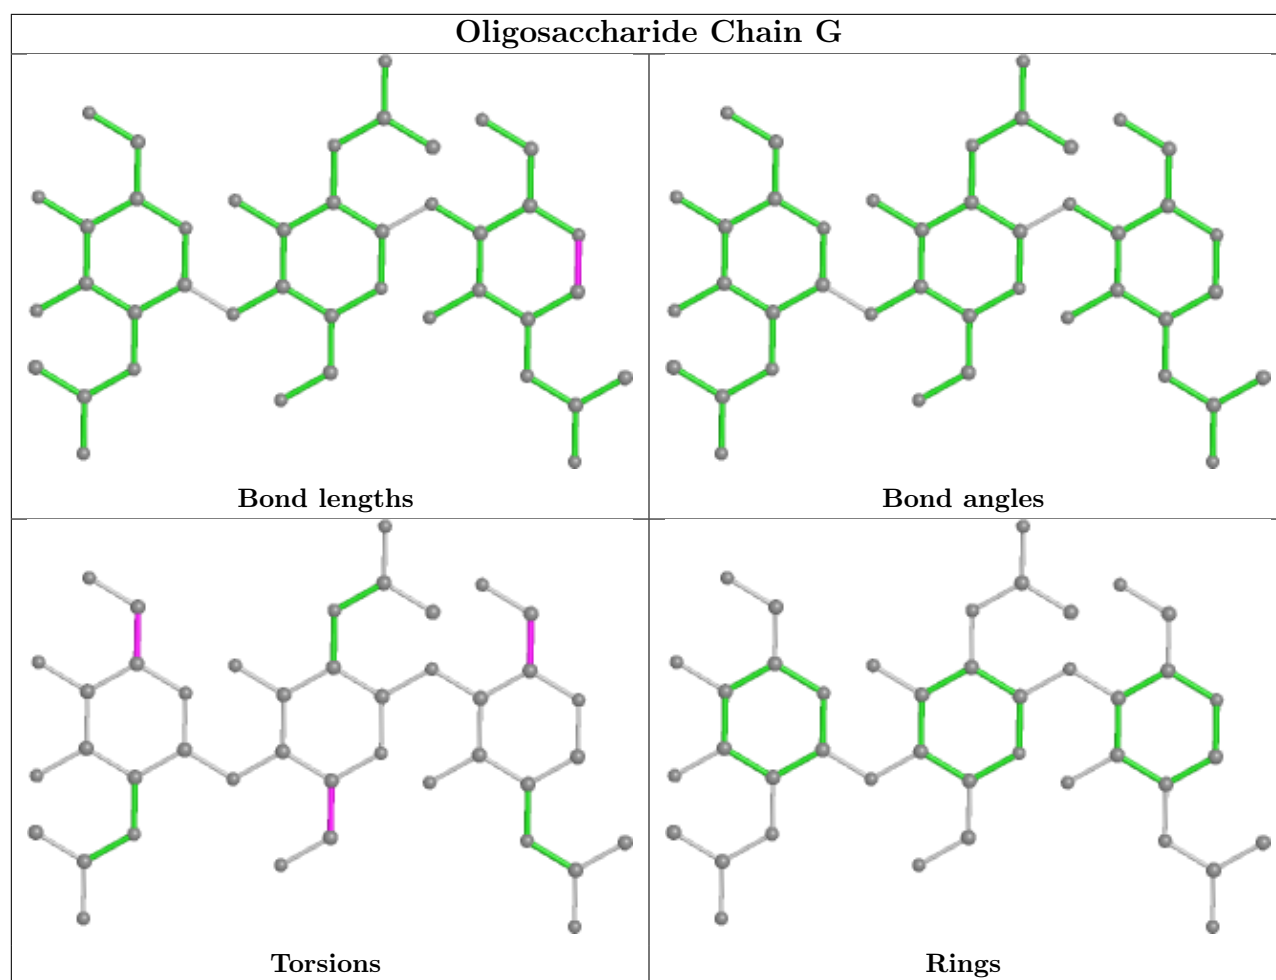 Oligosaccharide Chain G
Bond lengths
Bond angles
Torsions
Rings